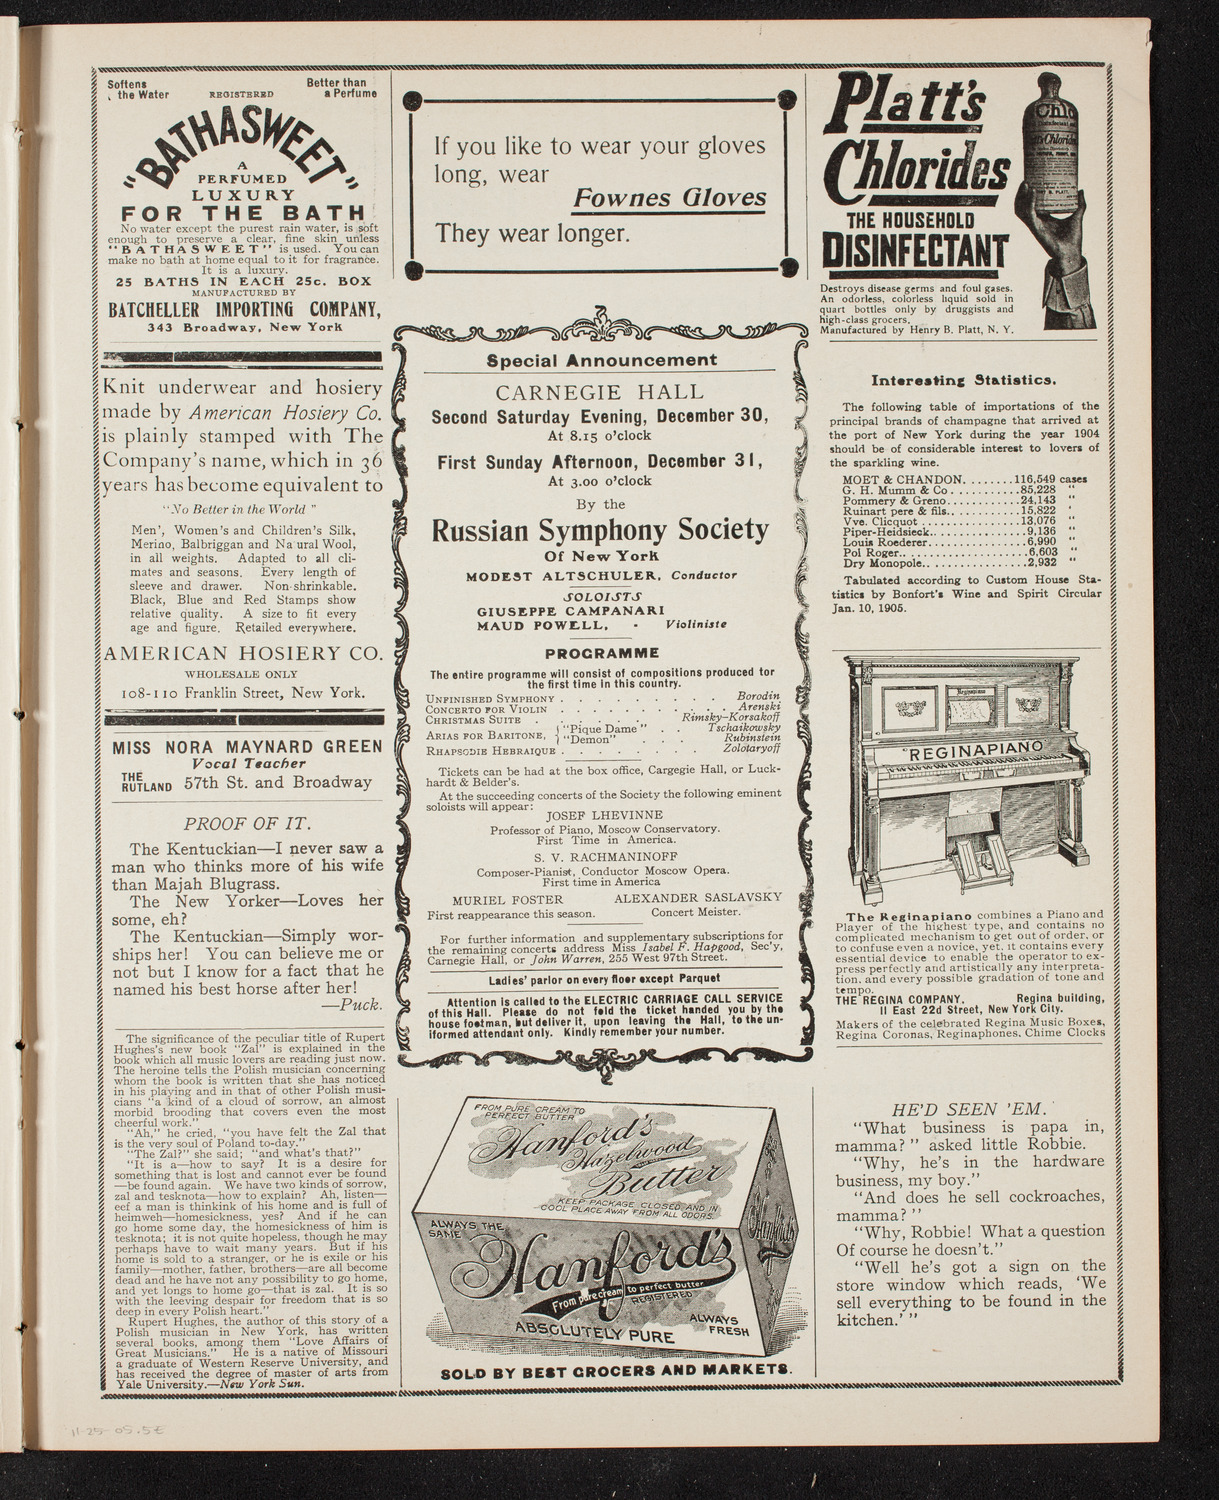 Softens
the Water
REGISTERED
Better than
a Perfume
"BATHASWEET"
A
PERFUMED
LUXURY
FOR THE BATH
No water except the purest rain water, is soft
enough to preserve a clear, fine skin unless
"BATHASWEET" is used. You can
make no bath at home equal to it for fragrance.
It is a luxury.
25 BATHS IN EACH 25c. BOX
MANUFACTURED BY
BATCHELLER IMPORTING COMPANY,
343 Broadway, New York
Knit underwear and hosiery
made by American Hosiery Co.
is plainly stamped with The
Company's name, which in 36
years has become equivalent to
"No Better in the World"
Men', Women's and Children's Silk,
Merino, Balbriggan and Na ural Wool,
in all weights. Adapted to all cli-
mates and seasons. Every length of
sleeve and drawer. Non-shrinkable.
Black, Blue and Red Stamps show
relative quality. A size to fit every
age and figure. Retailed everywhere.
AMERICAN HOSIERY CO.
WHOLESALE ONLY
108-110 Franklin Street, New York.
MISS NORA MAYNARD GREEN
Vocal Teacher
THE
RUTLAND 57th St. and Broadway
PROOF OF IT.
The Kentuckian—I never saw a
man who thinks more of his wife
than Majah Blugrass.
The New Yorker—Loves her
some, eh?
The Kentuckian—Simply wor-
ships her! You can believe me or
not but I know for a fact that he
named his best horse after her!
—Puck.
The significance of the peculiar title of Rupert
Hughes's new book "Zal" is explained in the
book which all music lovers are reading just now.
The heroine tells the Polish musician concerning
whom the book is written that she has noticed
in his playing and in that of other Polish musi-
cians "a kind of a cloud of sorrow, an almost
morbid brooding that covers even the most
cheerful work."
"Ah," he cried, "you have felt the Zal that
is the very soul of Poland to-day."
"The Zal?" she said; "and what's that?"
"It is a—how to say? It is a desire for
something that is lost and cannot ever be found
—be found again. We have two kinds of sorrow,
zal and tesknota—how to explain? Ah, listen—
eef a man is thinkink of his home and is full of
heimweh—homesickness, yes? And if he can
go home some day, the homesickness of him is
tesknota; it is not quite hopeless, though he may
perhaps have to wait many years. But if his
home is sold to a stranger, or he is exile or his
family—mother, father, brothers—are all become
dead and he have not any possibility to go home,
and yet longs to home go—that is zal. It is so
with the leeving despair for freedom that is so
deep in every Polish heart."
Rupert Hughes, the author of this story of a
Polish musician in New York, has written
several books, among them "Love Affairs of
Great Musicians." He is a native of Missouri
a graduate of Western Reserve University, and
has received the degree of master of arts from
Yale University.—New York Sun.
If you like to wear your gloves
long, wear
Fownes Gloves
They wear longer.
Special Announcement
CARNEGIE HALL
Second Saturday Evening, December 30,
At 8.15 o'clock
First Sunday Afternoon, December 31,
At 3.00 o'clock
By the
Russian Symphony Society
Of New York
MODEST ALTSCHULER, Conductor
SOLOISTS
GIUSEPPE CAMPANARI
MAUD POWELL, - Violiniste
PROGRAMME
The entire programme will consist of compositions produced for
the first time in this country.
UNFINISHED SYMPHONY . . . . . . . . Borodin
CONCERTO FOR VIOLIN . . . . . . . . Arenski
CHRISTMAS SUITE . . . . . . Rimsky-Korsakoff
ARIAS FOR BARITONE, { "Pique Dame" . . Tschaikowsky
"Demon" . . . . Rubinstein
RHAPSODIE HEBRAIQUE . . . . . . . . Zolotaryoff
Tickets can be had at the box office, Cargegie Hall, or Luck-
hardt & Belder's.
At the succeeding concerts of the Society the following eminent
soloists will appear:
JOSEF LHEVINNE
Professor of Piano, Moscow Conservatory.
First Time in America.
S. V. RACHMANINOFF
Composer-Pianist, Conductor Moscow Opera.
First time in America
MURIEL FOSTER ALEXANDER SASLAVSKY
First reappearance this season. Concert Meister.
For further information and supplementary subscriptions for
the remaining concerts address Miss Isabel F. Hapgood, Sec'y,
Carnegie Hall, or John Warren, 255 West 97th Street.
Ladies' parlor on every floor except Parquet
Attention is called to the ELECTRIC CARRIAGE CALL SERVICE
of this Hall. Please do not fold the ticket handed you by the
house footman, but deliver it, upon leaving the Hall, to the un-
iformed attendant only. Kindly remember your number.
FROM PURE CREAM TO
PERFECT BUTTER
Hanford's
Hazelwood
Butter
KEEP PACKAGE CLOSED AND IN
COOL PLACE AWAY FROM ALL ODORS.
ALWAYS THE
SAME
Hanford's
From pure cream to perfect butter
REGISTERED
ABSOLUTELY PURE
ALWAYS
FRESH
Hanford's
SOLD BY BEST GROCERS AND MARKETS.
Platt's
Chlorides
THE HOUSEHOLD
DISINFECTANT
Destroys disease germs and foul gases.
An odorless, colorless liquid sold in
quart bottles only by druggists and
high-class grocers.
Manufactured by Henry B. Platt, N. Y.
Interesting Statistics.
The following table of importations of the
principal brands of champagne that arrived at
the port of New York during the year 1904
should be of considerable interest to lovers of
the sparkling wine.
MOET & CHANDON. . . . . . . .116,549 cases
G. H. Mumm & Co . . . . . . . . . .85,228 "
Pommery & Greno. . . . . . . . . . .24,143 "
Ruinart pere & fils. . . . . . . . . . .15,822 '
Vve. Clicquot . . . . . . . . . . . . . .13,076 "
Piper-Heidsieck. . . . . . . . . . . . . .9,136 "
Louis Roederer. . . . . . . . . . . . . . 6,990 "
Pol Roger. . . . . . . . . . . . . . . . . .6,603 "
Dry Monopole. . . . . . . . . . . . . . .2,932 "
Tabulated according to Custom House Sta-
tistics by Bonfort's Wine and Spirit Circular
Jan. 10, 1905.
Reginapiano
REGINAPIANO
The Reginapiano combines a Piano and
Player of the highest type, and contains no
complicated mechanism to get out of order, or
to confuse even a novice, yet, it contains every
essential device to enable the operator to ex-
press perfectly and artistically any interpreta-
tion, and every possible gradation of tone and
tempo.
THE REGINA COMPANY. Regina building,
11 East 22d Street, New York City.
Makers of the celebrated Regina Music Boxes,
Regina Coronas, Reginaphones, Chime Clocks
HE'D SEEN 'EM.
"What business is papa in,
mamma?" asked little Robbie.
"Why, he's in the hardware
business, my boy."
"And does he sell cockroaches,
mamma?"
"Why, Robbie! What a question
Of course he doesn't."
"Well he's got a sign on the
store window which reads, 'We
sell everything to be found in the
kitchen.'"
11-25-05.5E